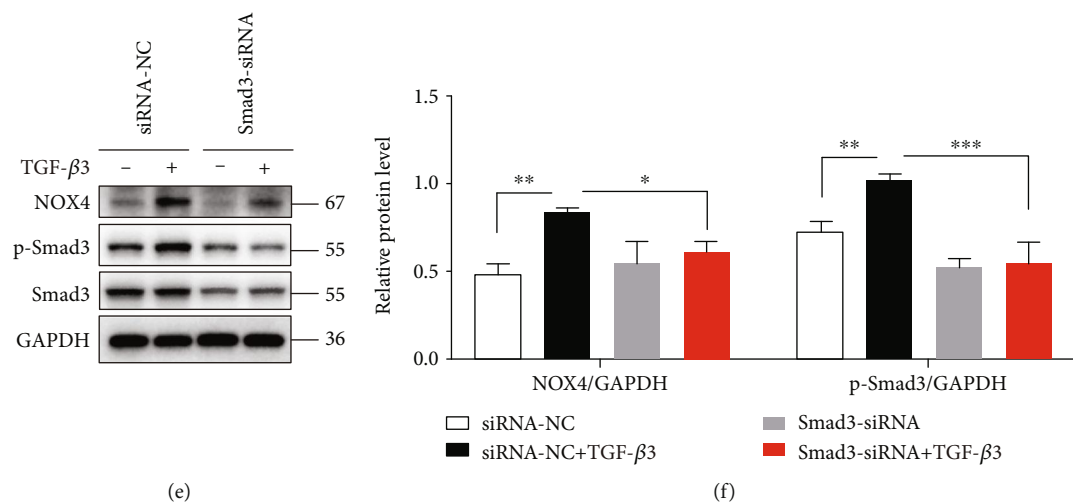 siRNA-NC
Smad3-siRNA
TGF-β3 − + − +
NOX4 67
p-Smad3 55
Smad3 55
GAPDH 36
(e)
Relative protein level
1.5
1.0
0.5
0.0
** *
** ***
NOX4/GAPDH p-Smad3/GAPDH
siRNA-NC Smad3-siRNA
siRNA-NC+TGF-β3 Smad3-siRNA+TGF-β3
(f)